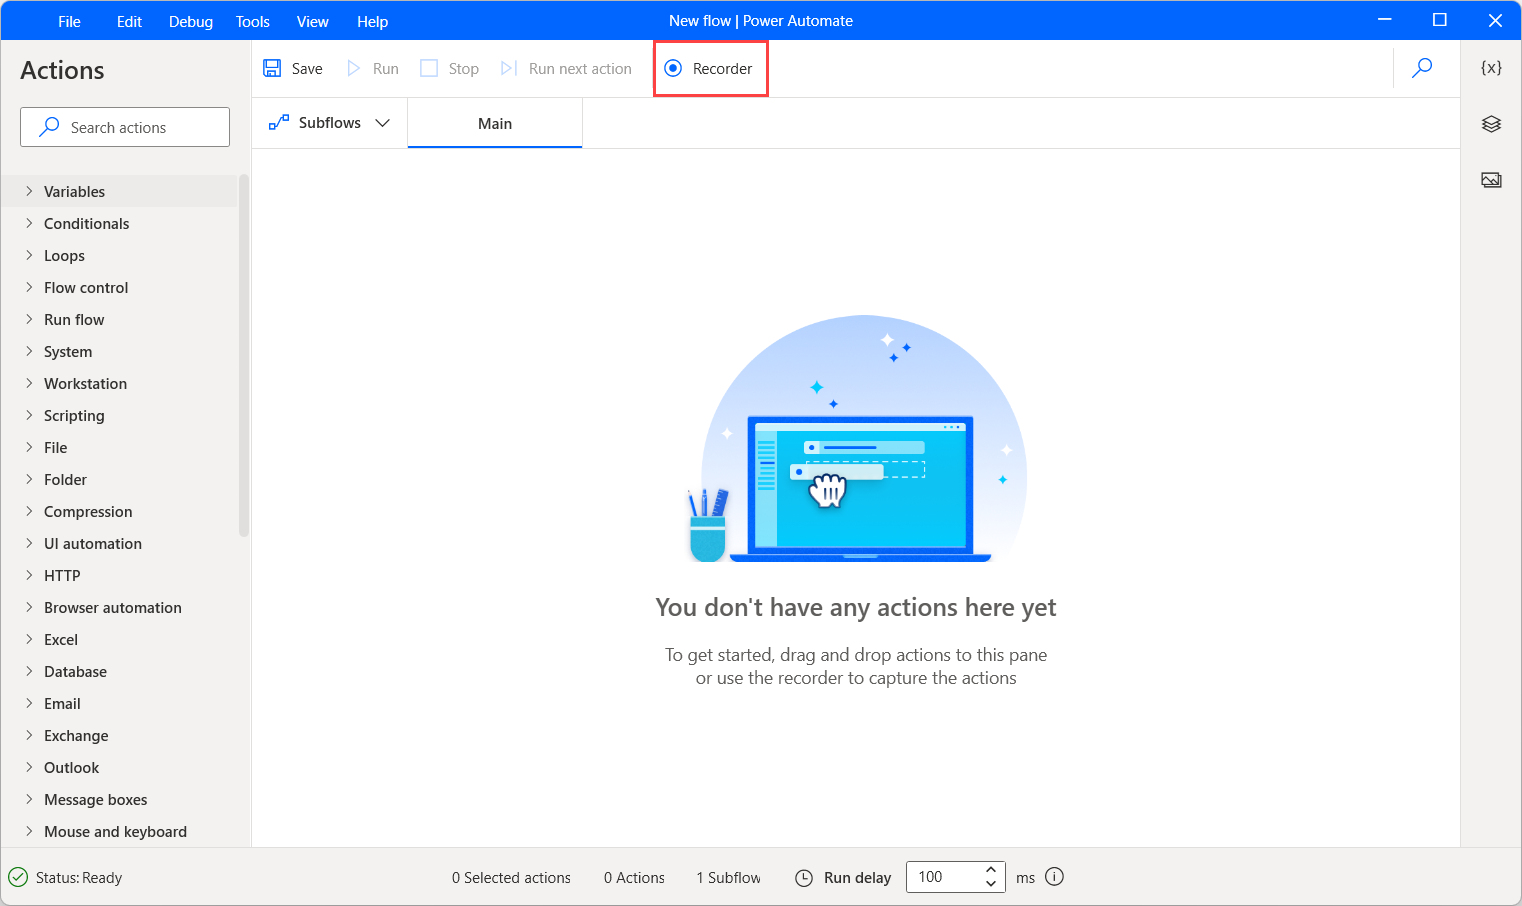 File Edit Debug Tools View Help
New flow | Power Automate
Actions
Save Run Stop Run next action Recorder
{x}
Search actions
Subflows
Main
Variables
Conditionals
Loops
Flow control
Run flow
System
Workstation
Scripting
File
Folder
Compression
UI automation
HTTP
Browser automation
Excel
Database
Email
Exchange
Outlook
Message boxes
Mouse and keyboard
You don't have any actions here yet
To get started, drag and drop actions to this pane
or use the recorder to capture the actions
Status: Ready
0 Selected actions 0 Actions 1 Subflow Run delay 100 ms